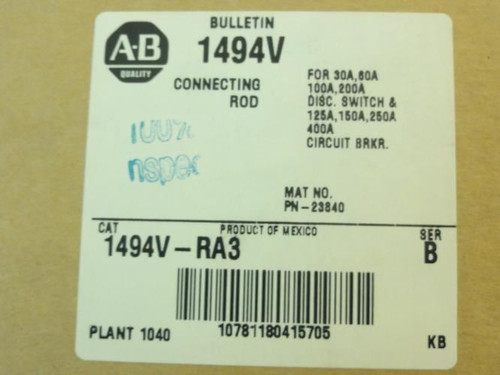 BULLETIN
A-B
QUALITY
1494V
CONNECTING
ROD
FOR 30A,60A
100A,200A
DISC. SWITCH &
125A,150A,250A
400A
CIRCUIT BRKR.
100%
nspe
MAT NO.
PN-23840
CAT
PRODUCT OF MEXICO
SER
1494V-RA3
B
10781180415705
PLANT 1040
KB